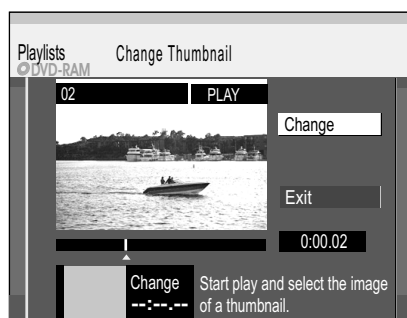 Playlists Change Thumbnail
DVD-RAM
02 PLAY
Change
Exit
0:00.02
Change Start play and select the image
--:--.-- of a thumbnail.